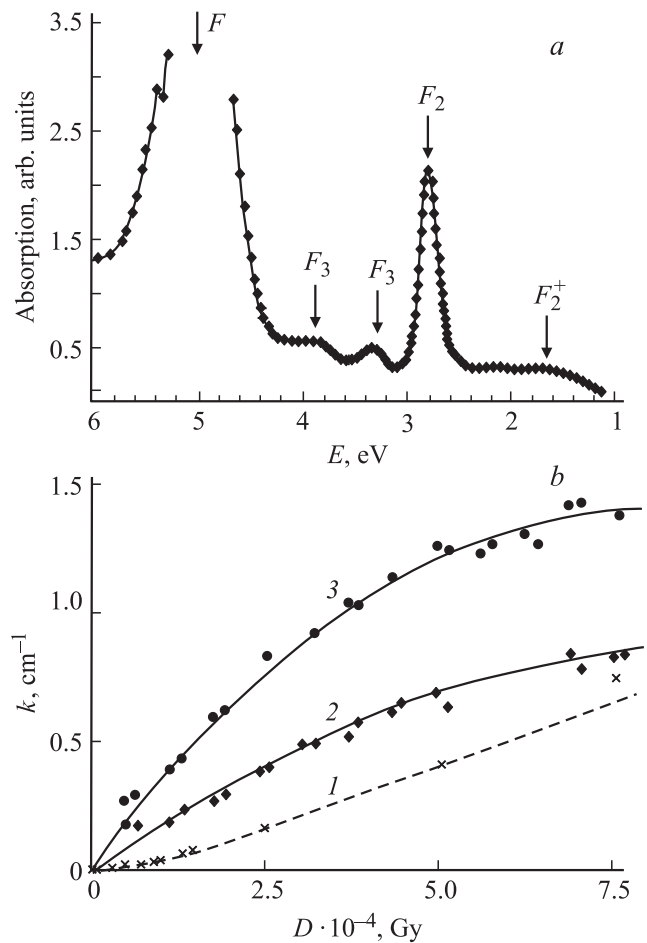 a
3.5
2.5
1.5
0.5
Absorption, arb. units
F
F₂
F₃
F₃
F₂⁺
6
5
4
3
2
1
E, eV
b
1.5
1.0
0.5
0
k, cm⁻¹
3
2
1
0
2.5
5.0
7.5
D · 10⁻⁴, Gy